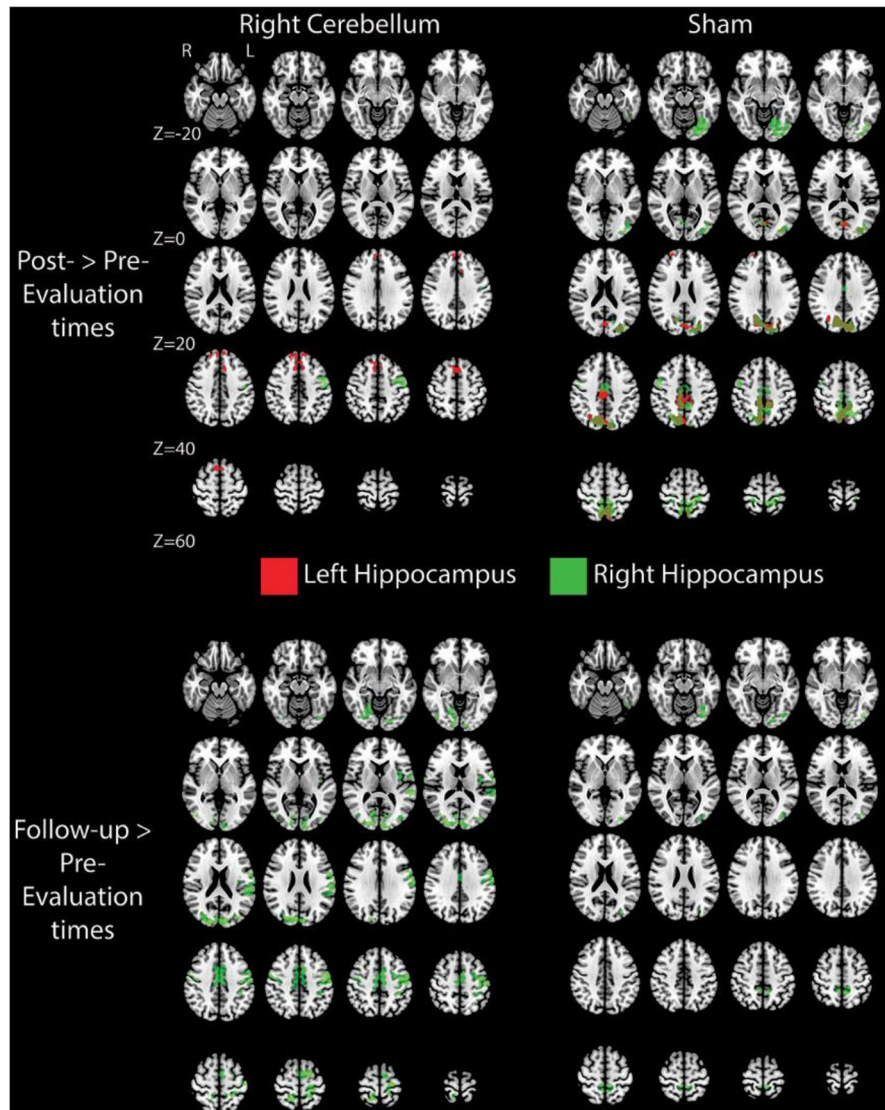 Right Cerebellum
Sham
R
L
Z=-20
Z=0
Post- > Pre-
Evaluation
times
Z=20
Z=40
Z=60
Left Hippocampus
Right Hippocampus
Follow-up >
Pre-
Evaluation
times